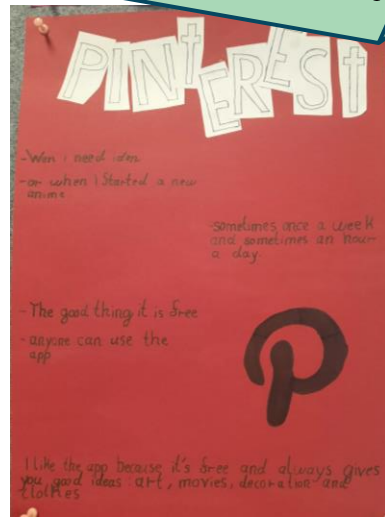 PINTEREST
-Wen i need iden
-or when I Started a new
anime.
-sometimes once a week
and sometimes an hour
a day.
-The good thing it is free
-anyone can use the
app
I like the app because it's free and always gives
you good ideas: art, movies, decoration and
clothes